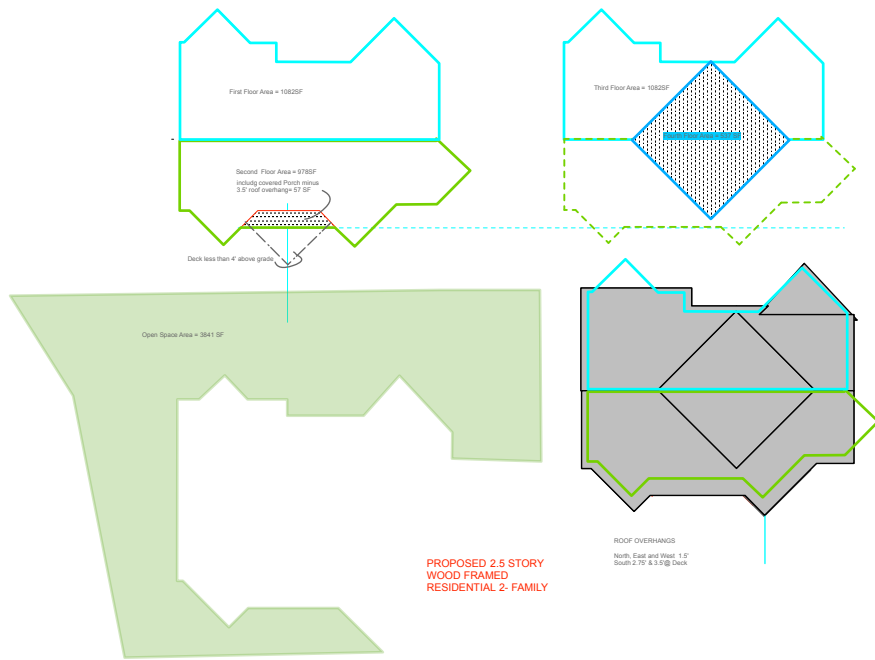 First Floor Area = 1082SF
Third Floor Area = 1082SF
Second Floor Area = 978SF
includg covered Porch minus
3.5' roof overhang= 57 SF
Deck less than 4' above grade
Open Space Area = 3841 SF
ROOF OVERHANGS
North, East and West 1.5'
South 2.75' & 3.5'@ Deck
PROPOSED 2.5 STORY
WOOD FRAMED
RESIDENTIAL 2- FAMILY